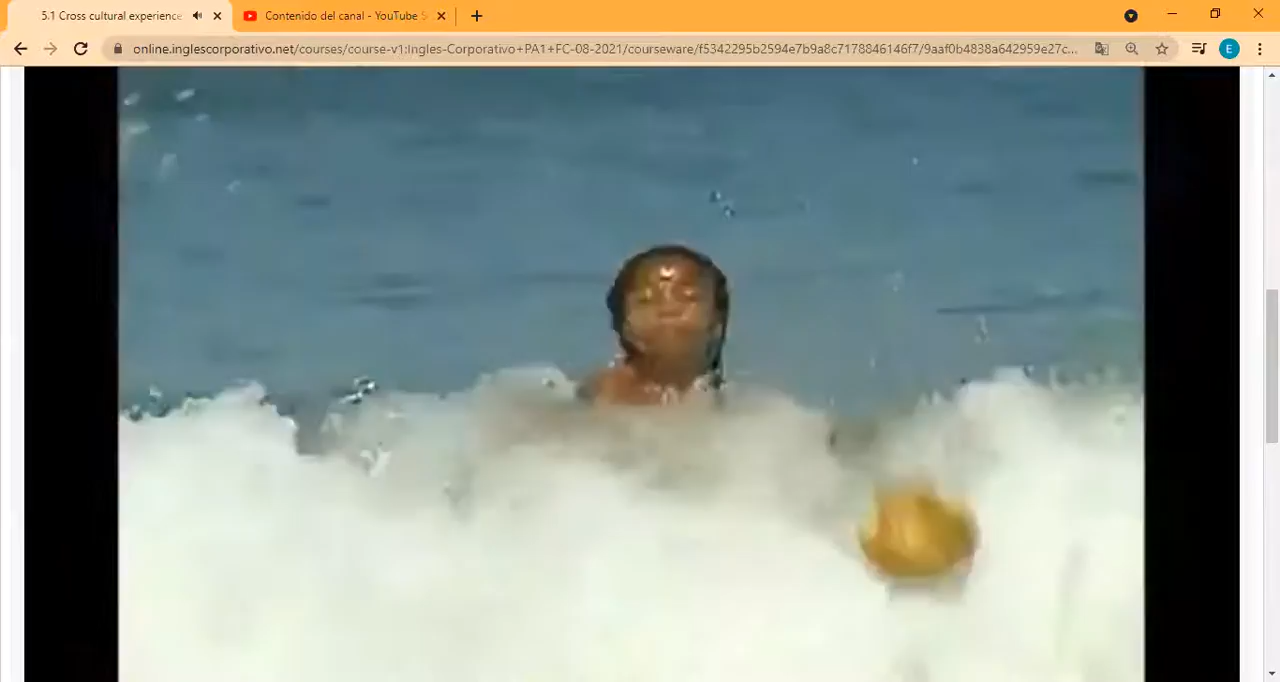 5.1 Cross cultural experience
Contenido del canal - YouTube S
online.inglescorporativo.net/courses/course-v1:Ingles-Corporativo+PA1+FC-08-2021/courseware/f5342295b2594e7b9a8c7178846146f7/9aaf0b4838a642959e27c...
E